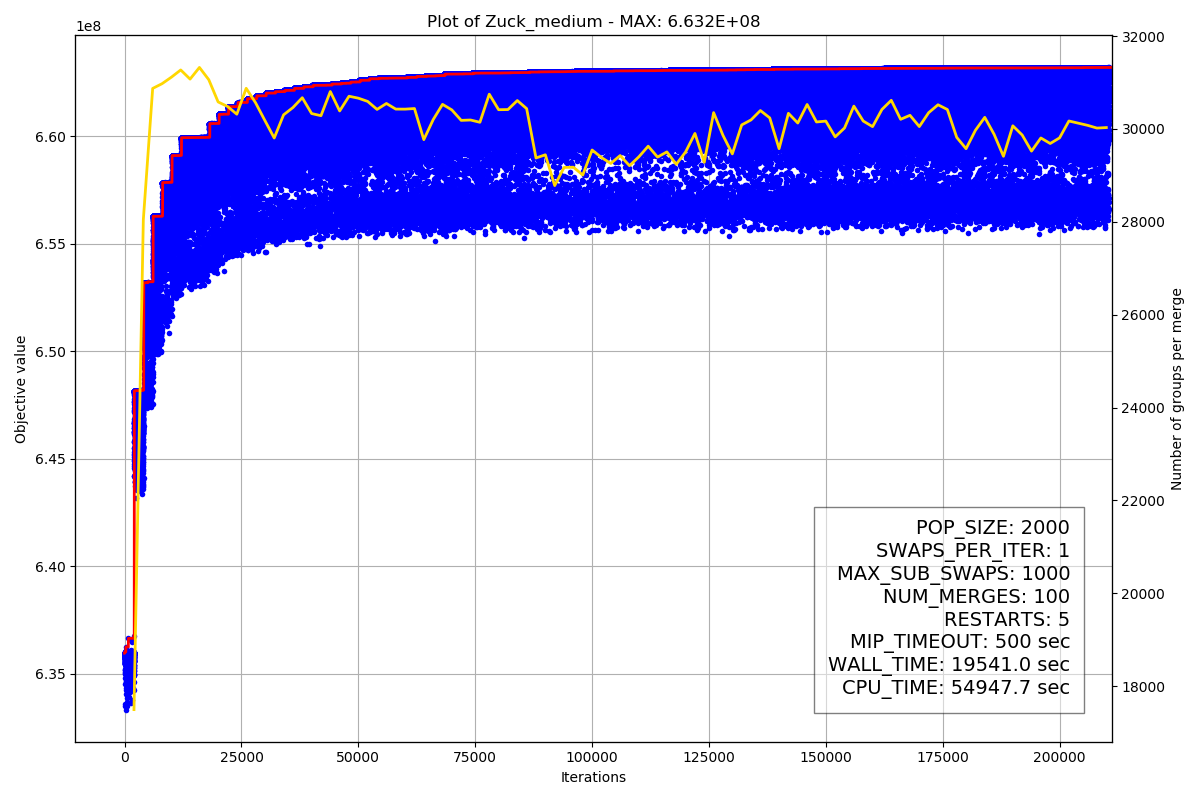 Plot of Zuck_medium - MAX: 6.632E+08
1e8
6.60
6.55
6.50
6.45
6.40
6.35
Objective value
32000
30000
28000
26000
24000
22000
20000
18000
Number of groups per merge
POP_SIZE: 2000
SWAPS_PER_ITER: 1
MAX_SUB_SWAPS: 1000
NUM_MERGES: 100
RESTARTS: 5
MIP_TIMEOUT: 500 sec
WALL_TIME: 19541.0 sec
CPU_TIME: 54947.7 sec
0 25000 50000 75000 100000 125000 150000 175000 200000
Iterations